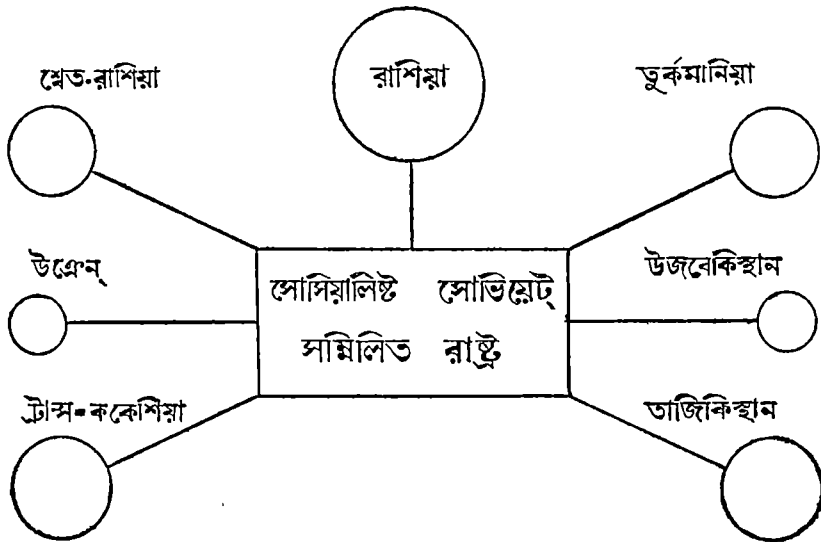 শ্বেত-রাশিয়া
রাশিয়া
তুর্কমানিয়া
উক্রেন্
উজবেকিস্থান
সোসিয়ালিষ্ট সোভিয়েট্
সম্মিলিত রাষ্ট্র
ট্রান্স-ককেশিয়া
তাজিকিস্থান